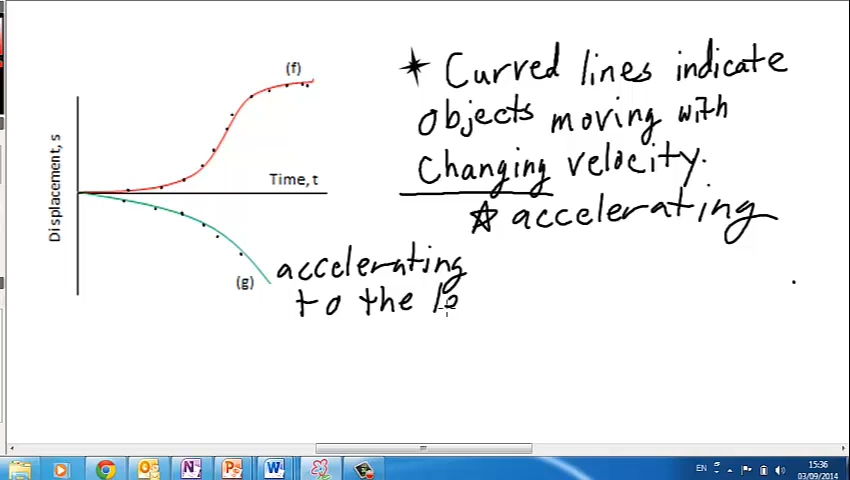 (f)
Displacement, s
Time, t
(g)
✶ Curved lines indicate
objects moving with
changing velocity.
☆ accelerating
accelerating
to the
EN
15:36
03/09/2014